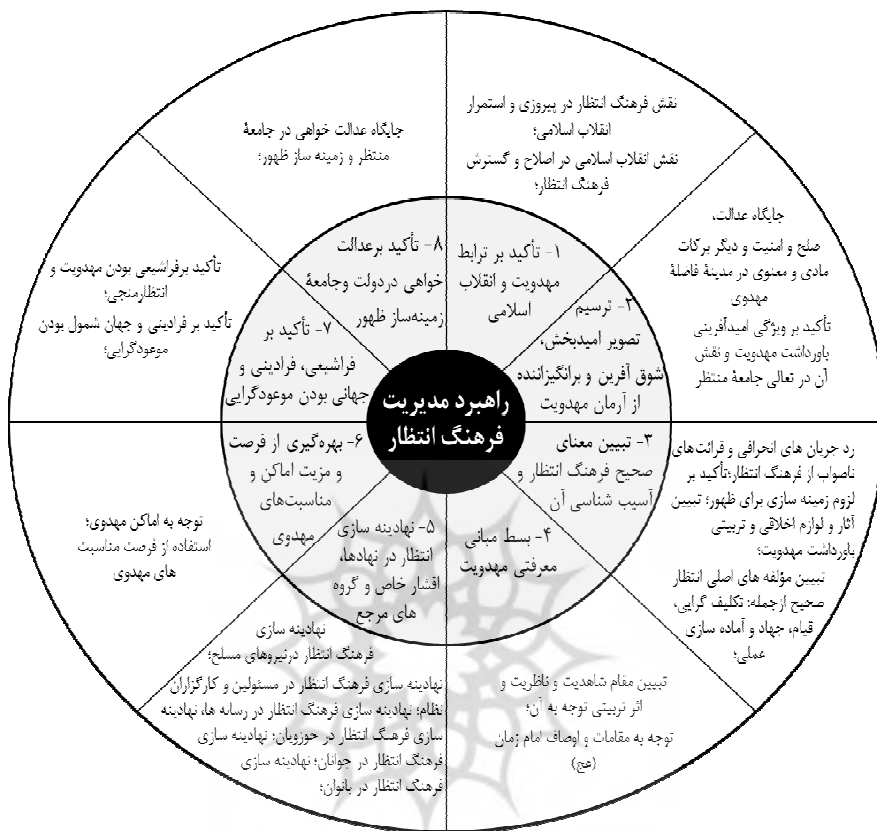 راهبرد مدیریت
فرهنگ انتظار
۱- تأکید بر ترابط
مهدویت و انقلاب
اسلامی
نقش فرهنگ انتظار در پیروزی و استمرار
انقلاب اسلامی؛
نقش انقلاب اسلامی در اصلاح و گسترش
فرهنگ انتظار؛
۲- ترسیم
تصویر امیدبخش،
شوق آفرین و برانگیزاننده
از آرمان مهدویت
جایگاه عدالت،
صلح و امنیت و دیگر برکات
مادی و معنوی در مدینهٔ فاضلهٔ
مهدوی
تأکید بر ویژگی امیدآفرینی
باورداشت مهدویت و نقش
آن در تعالی جامعهٔ منتظر
۳- تبیین معنای
صحیح فرهنگ انتظار و
آسیب شناسی آن
رد جریان های انحرافی و قرائت‌های
ناصواب از فرهنگ انتظار؛تأکید بر
لزوم زمینه سازی برای ظهور؛ تبیین
آثار و لوازم اخلاقی و تربیتی
باورداشت مهدویت؛
تبیین مؤلفه های اصلی انتظار
صحیح ازجمله: تکلیف گرایی،
قیام، جهاد و آماده سازی
عملی؛
۴- بسط مبانی
معرفتی مهدویت
تبیین مقام شاهدیت و ناظریت و
اثر تربیتی توجه به آن؛
توجه به مقامات و اوصاف امام زمان
(عج)
۵- نهادینه سازی
انتظار در نهادها،
اقشار خاص و گروه
های مرجع
نهادینه سازی
فرهنگ انتظار درنیروهای مسلح؛
نهادینه سازی فرهنگ انتظار در مسئولین و کارگزاران
نظام؛ نهادینه سازی فرهنگ انتظار در رسانه ها، نهادینه
سازی فرهنگ انتظار در حوزویان؛ نهادینه سازی
فرهنگ انتظار در جوانان؛ نهادینه سازی
فرهنگ انتظار در بانوان؛
۶- بهره‌گیری از فرصت
و مزیت اماکن و
مناسبت‌های
مهدوی
توجه به اماکن مهدوی؛
استفاده از فرصت مناسبت
های مهدوی
۷- تأکید بر
فراشیعی، فرادینی و
جهانی بودن موعودگرایی
تأکید برفراشیعی بودن مهدویت و
انتظارمنجی؛
تأکید بر فرادینی و جهان شمول بودن
موعودگرایی؛
۸- تأکید برعدالت
خواهی دردولت وجامعهٔ
زمینه‌ساز ظهور
جایگاه عدالت خواهی در جامعهٔ
منتظر و زمینه ساز ظهور؛